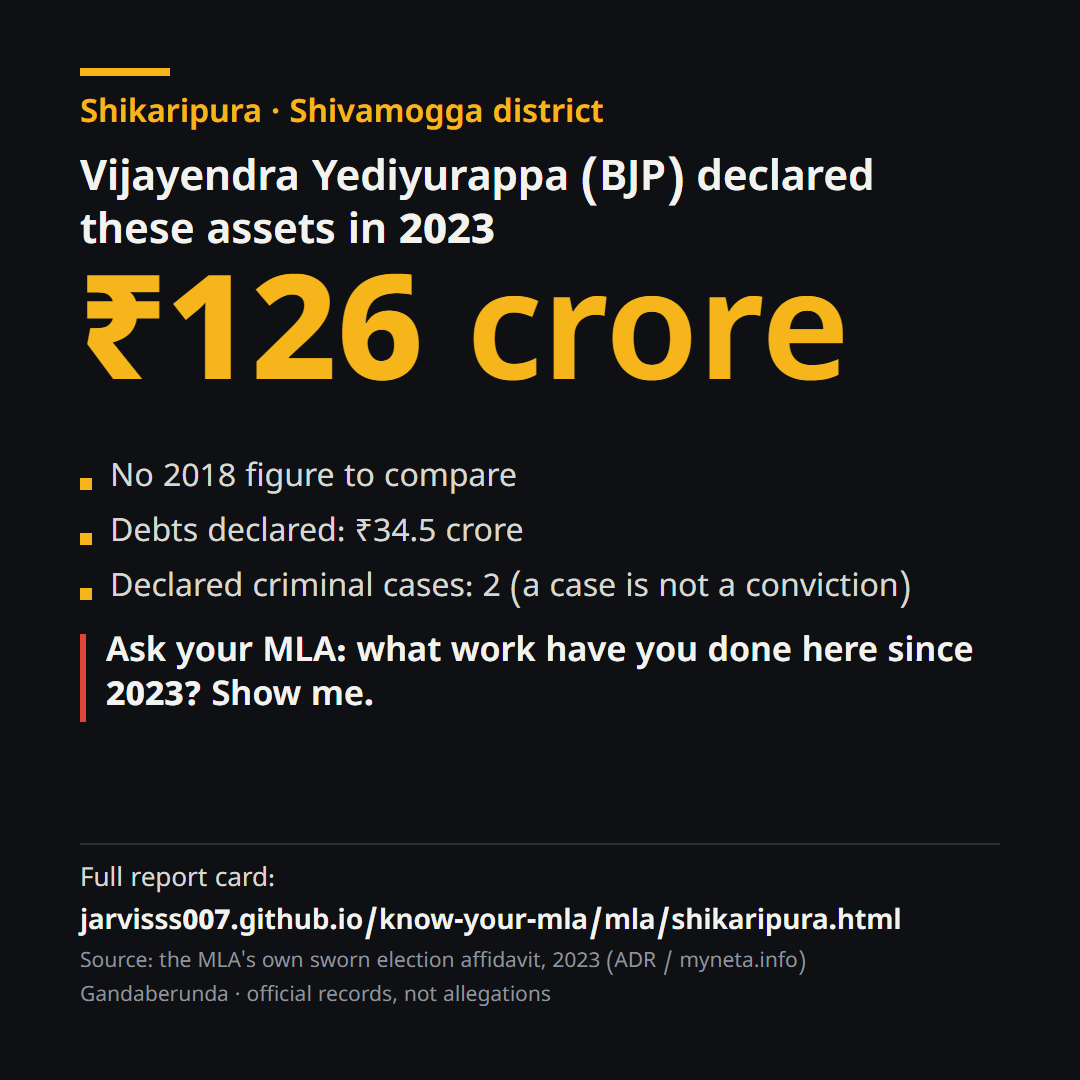 Shikaripura · Shivamogga district
Vijayendra Yediyurappa (BJP) declared
these assets in 2023
₹126 crore
No 2018 figure to compare
Debts declared: ₹34.5 crore
Declared criminal cases: 2 (a case is not a conviction)
Ask your MLA: what work have you done here since
2023? Show me.
Full report card:
jarvisss007.github.io/know-your-mla/mla/shikaripura.html
Source: the MLA's own sworn election affidavit, 2023 (ADR / myneta.info)
Gandaberunda · official records, not allegations